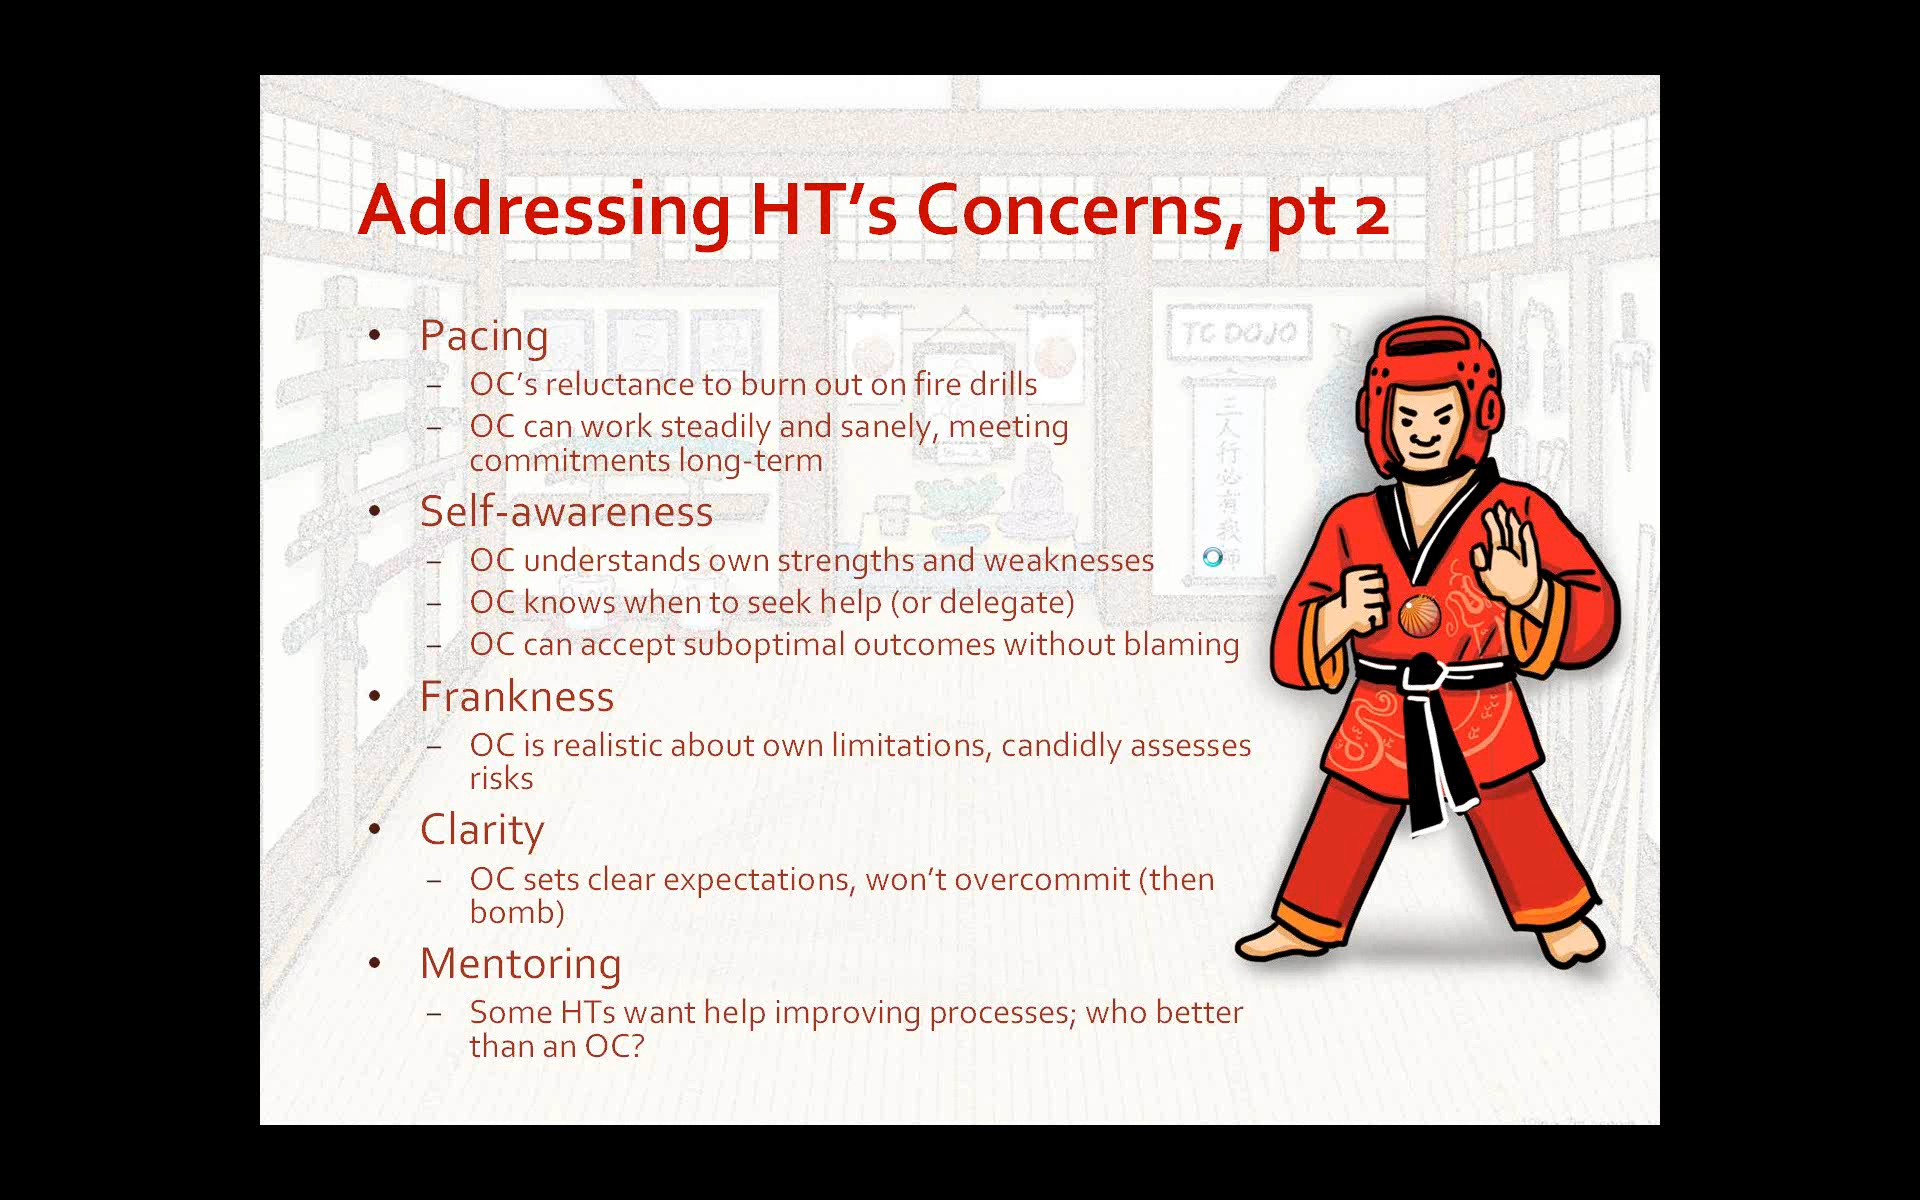 Addressing HT’s Concerns, pt 2
• Pacing
– OC’s reluctance to burn out on fire drills
– OC can work steadily and sanely, meeting
commitments long-term
• Self-awareness
– OC understands own strengths and weaknesses
– OC knows when to seek help (or delegate)
– OC can accept suboptimal outcomes without blaming
• Frankness
– OC is realistic about own limitations, candidly assesses
risks
• Clarity
– OC sets clear expectations, won’t overcommit (then
bomb)
• Mentoring
– Some HTs want help improving processes; who better
than an OC?
TC DOJO
三人行必有我師